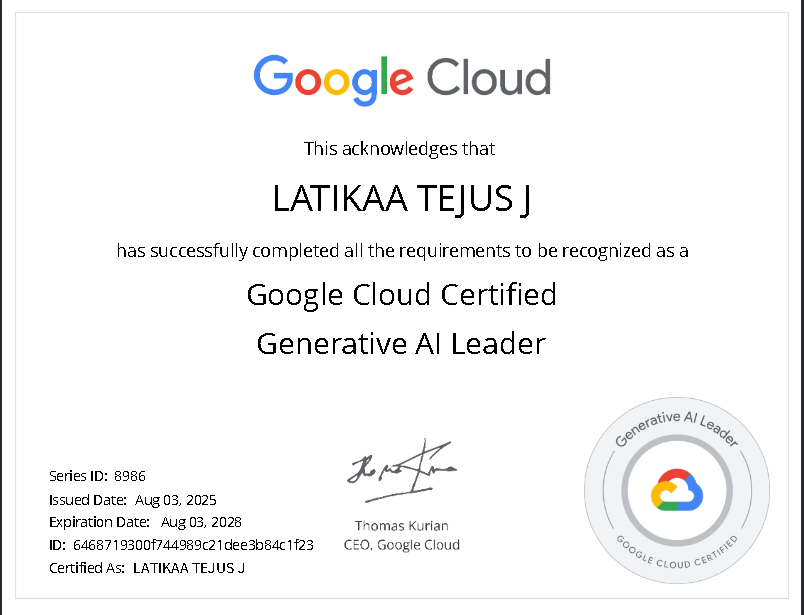 Google Cloud
This acknowledges that
LATIKAA TEJUS J
has successfully completed all the requirements to be recognized as a
Google Cloud Certified
Generative AI Leader
Series ID: 8986
Issued Date: Aug 03, 2025
Expiration Date: Aug 03, 2028
ID: 6468719300f744989c21dee3b84c1f23
Certified As: LATIKAA TEJUS J
Thomas Kurian
CEO, Google Cloud
Generative AI Leader
GOOGLE CLOUD CERTIFIED